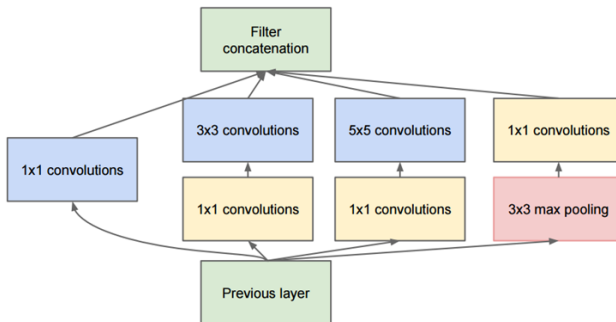 Filter
concatenation
3x3 convolutions
5x5 convolutions
1x1 convolutions
1x1 convolutions
1x1 convolutions
1x1 convolutions
3x3 max pooling
Previous layer